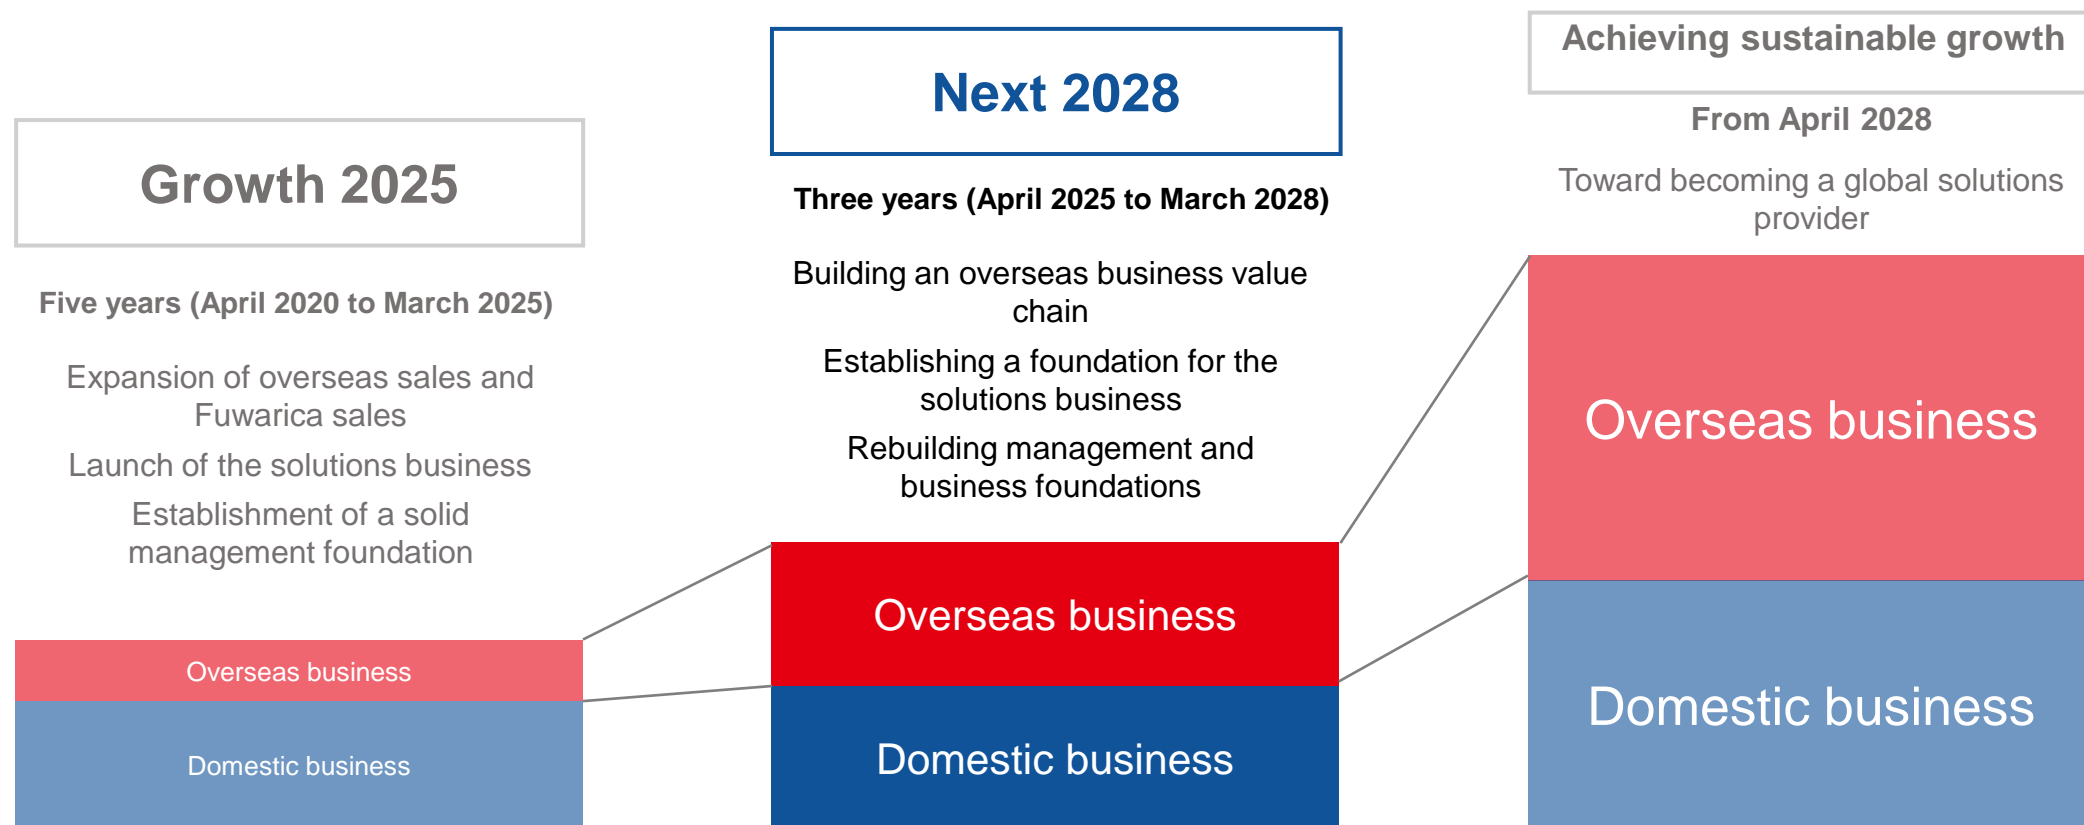 Growth 2025
Five years (April 2020 to March 2025)
Expansion of overseas sales and
Fuwarica sales
Launch of the solutions business
Establishment of a solid
management foundation
Overseas business
Domestic business
Next 2028
Three years (April 2025 to March 2028)
Building an overseas business value
chain
Establishing a foundation for the
solutions business
Rebuilding management and
business foundations
Overseas business
Domestic business
Achieving sustainable growth
From April 2028
Toward becoming a global solutions
provider
Overseas business
Domestic business